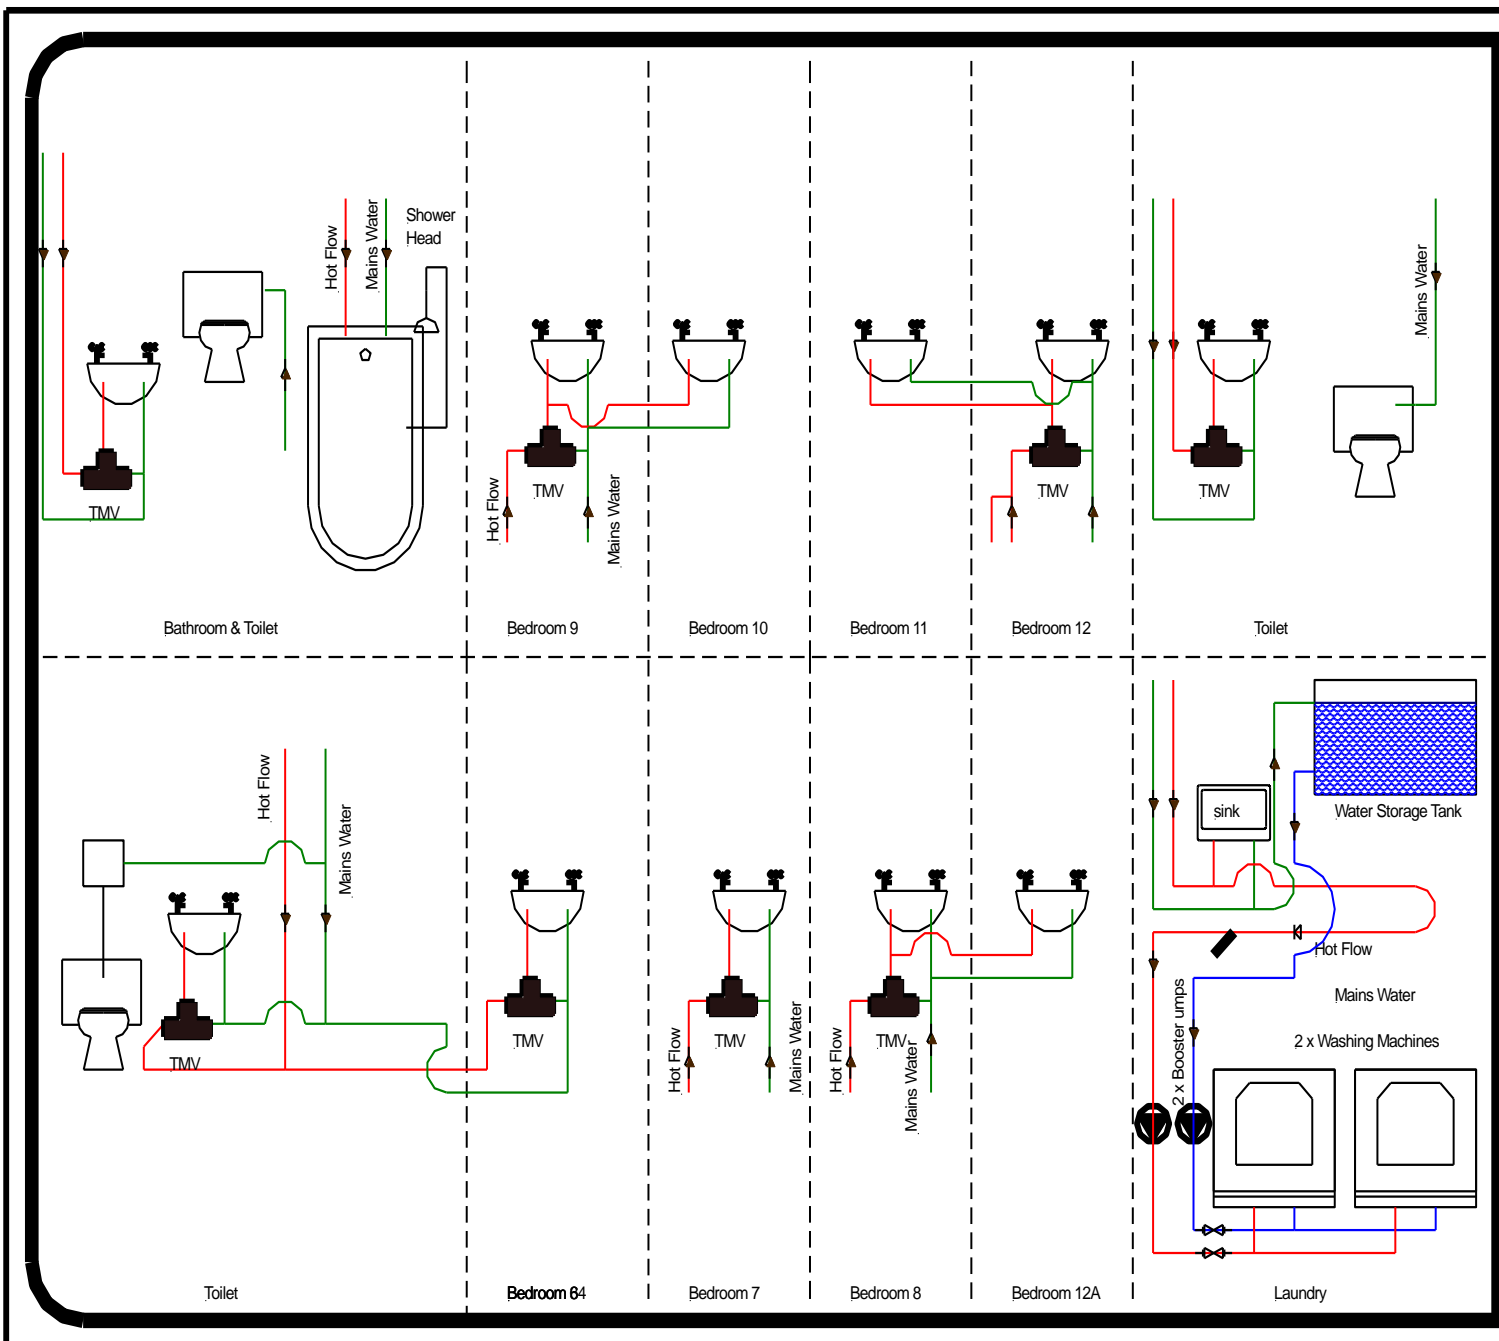 Shower
Head
Hot Flow
Mains Water
Mains Water
TMV
Hot Flow
TMV
Mains Water
TMV
TMV
Bathroom & Toilet
Bedroom 9
Bedroom 10
Bedroom 11
Bedroom 12
Toilet
Hot Flow
Mains Water
sink
Water Storage Tank
Hot Flow
Mains Water
2 x Washing Machines
2 x Booster umps
TMV
TMV
Hot Flow
TMV
Mains Water
Hot Flow
TMV
Mains Water
Toilet
Bedroom
Bedroom 7
Bedroom 8
Bedroom 12A
Laundry